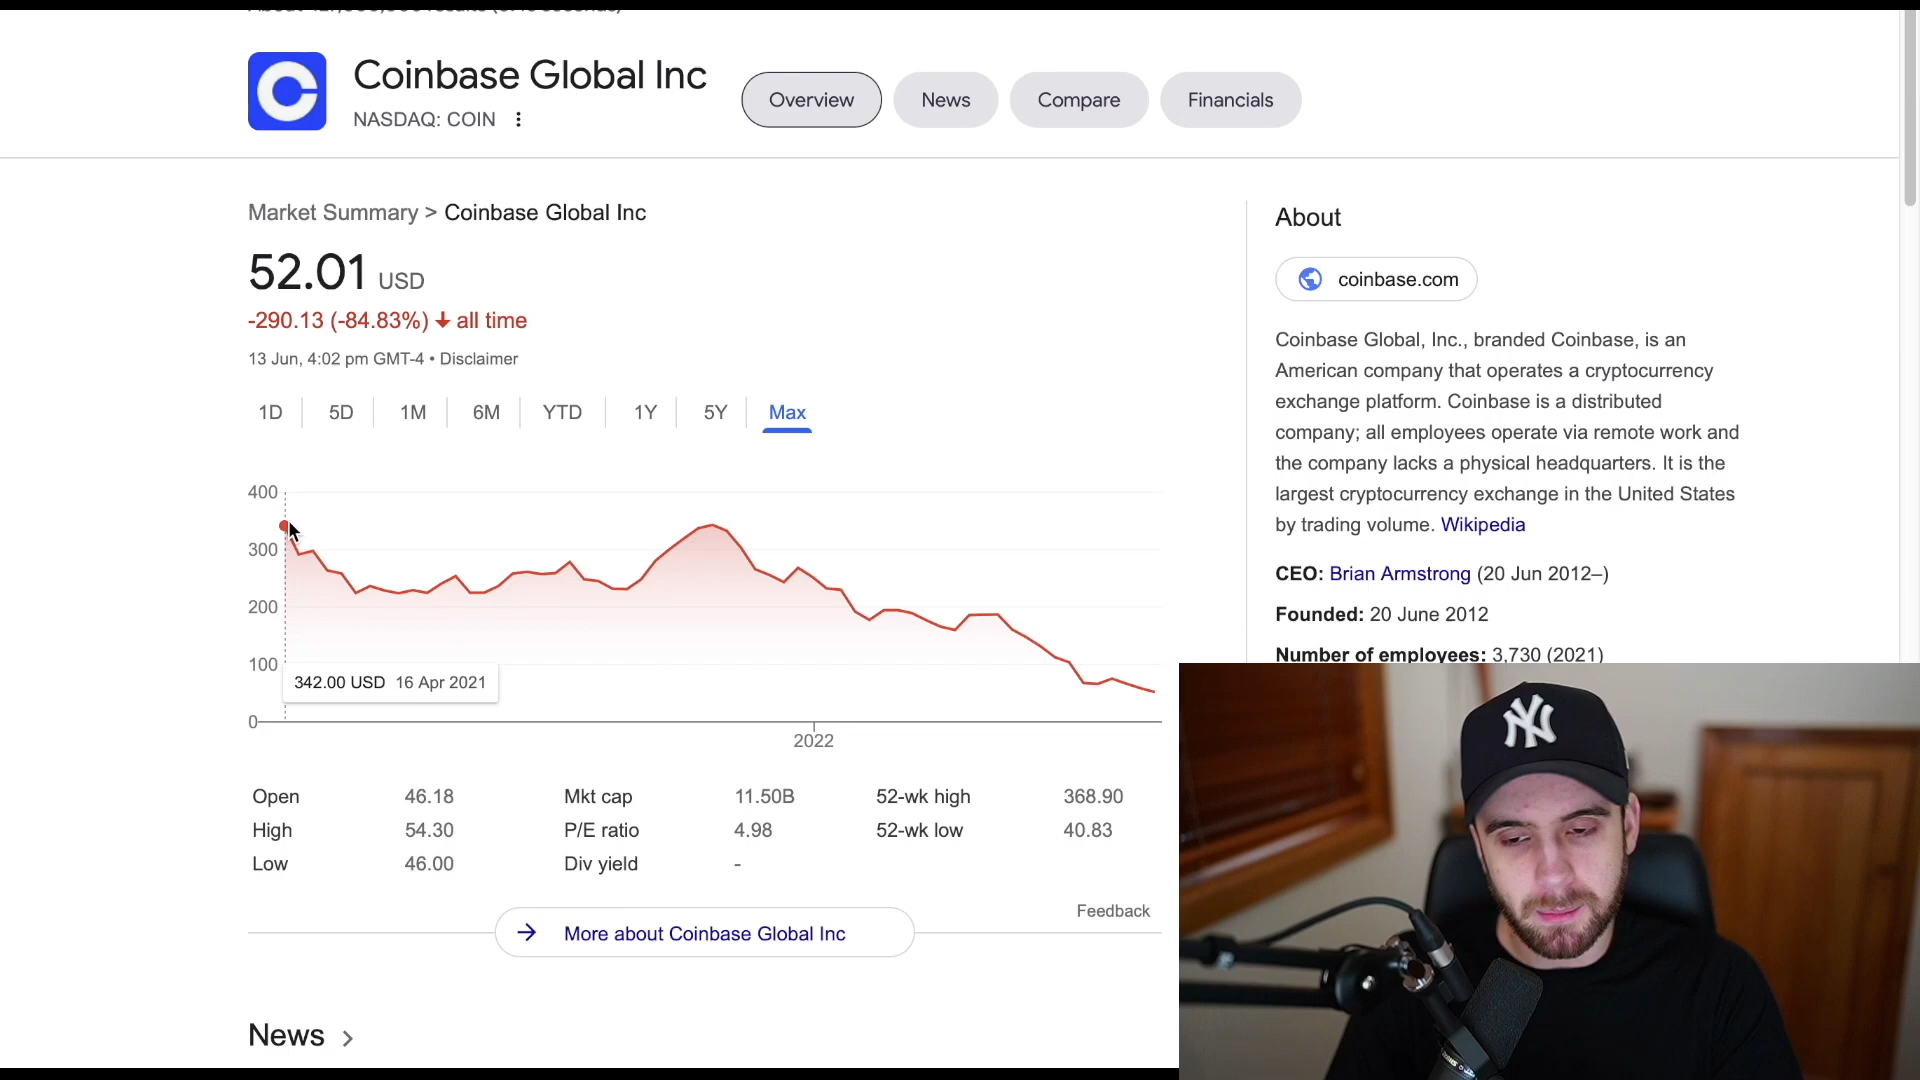 Coinbase Global Inc
NASDAQ: COIN
Overview
News
Compare
Financials
Market Summary > Coinbase Global Inc
52.01 USD
-290.13 (-84.83%) all time
13 Jun, 4:02 pm GMT-4 • Disclaimer
1D 5D 1M 6M YTD 1Y 5Y Max
400
300
200
100
0
342.00 USD 16 Apr 2021
2022
Open 46.18 Mkt cap 11.50B 52-wk high 368.90
High 54.30 P/E ratio 4.98 52-wk low 40.83
Low 46.00 Div yield -
Feedback
More about Coinbase Global Inc
News
About
coinbase.com
Coinbase Global, Inc., branded Coinbase, is an
American company that operates a cryptocurrency
exchange platform. Coinbase is a distributed
company; all employees operate via remote work and
the company lacks a physical headquarters. It is the
largest cryptocurrency exchange in the United States
by trading volume. Wikipedia
CEO: Brian Armstrong (20 Jun 2012–)
Founded: 20 June 2012
Number of employees: 3,730 (2021)
NY